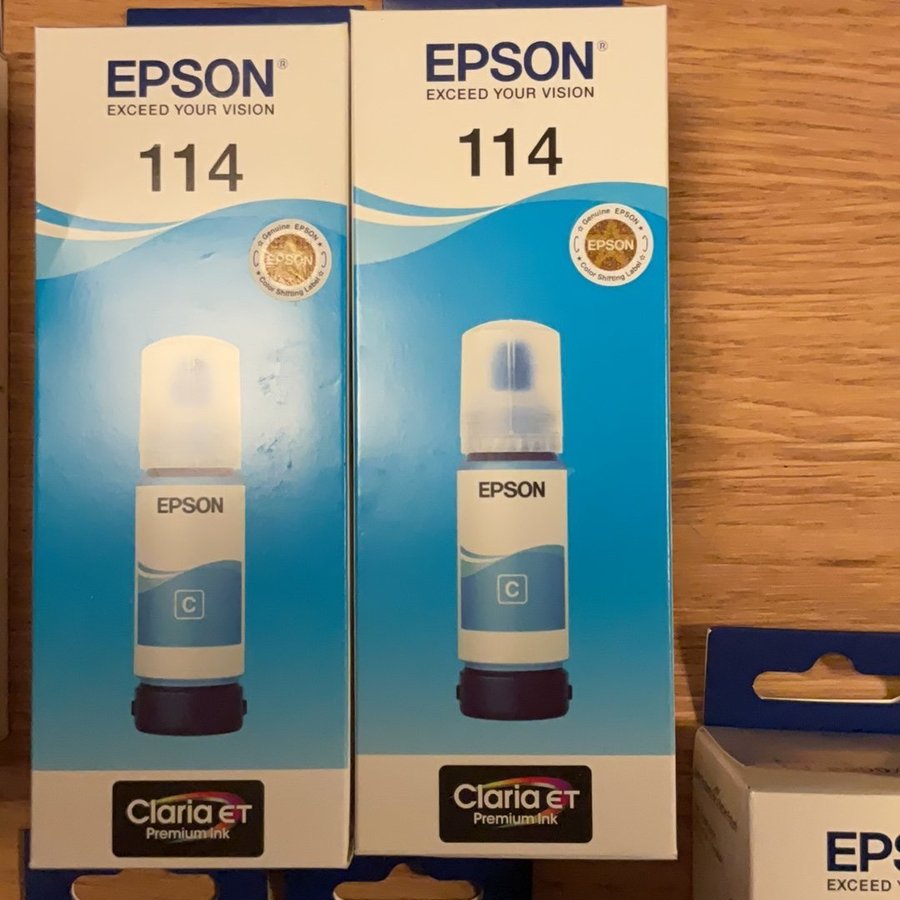 EPSON®
EXCEED YOUR VISION
114
☆ Genuine EPSON ★
EPSON
★ Color Shifting Label ☆
EPSON
C
Claria ET
Premium Ink
EPSON®
EXCEED YOUR VISION
114
☆ Genuine EPSON ★
EPSON
★ Color Shifting Label ☆
EPSON
C
Claria ET
Premium Ink
EPS
EXCEED Y